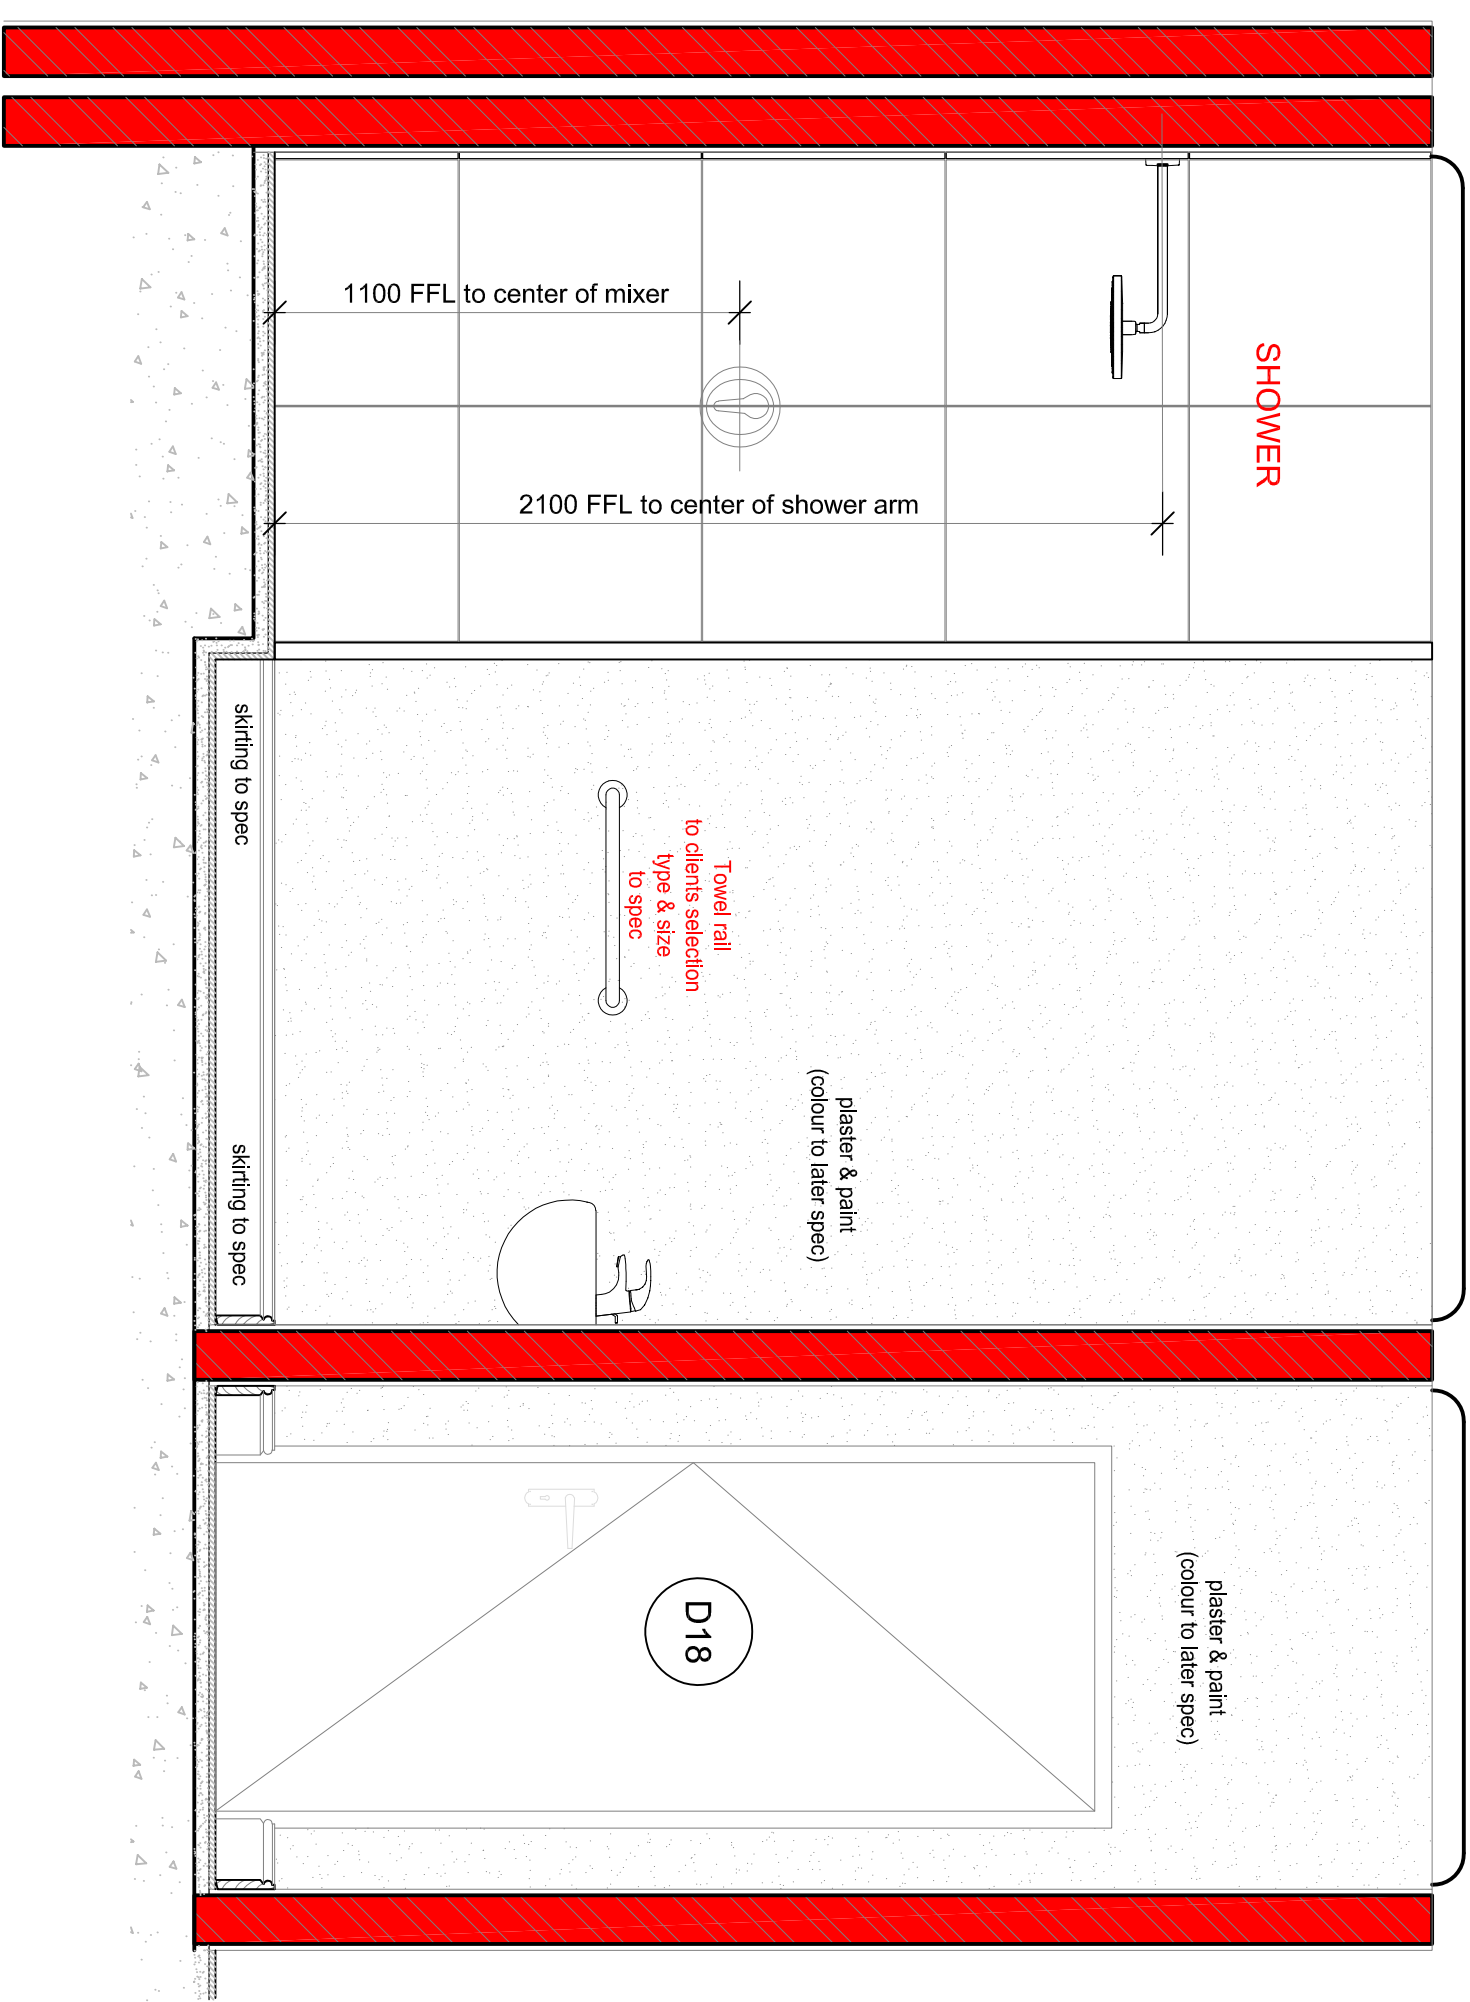 1100 FFL to center of mixer
SHOWER
2100 FFL to center of shower arm
skirting to spec
Towel rail
to clients selection
type & size
to spec
plaster & paint
(colour to later spec)
skirting to spec
D18
plaster & paint
(colour to later spec)